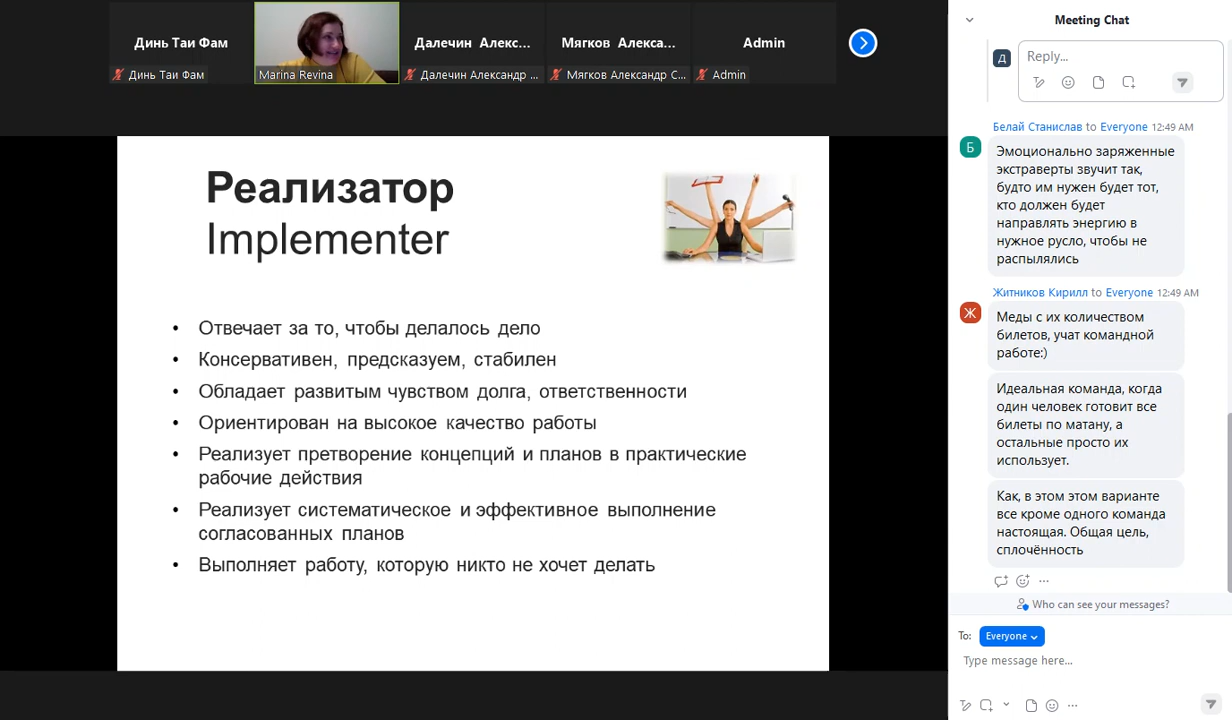 Динь Таи Фам
Далечин Алекс...
Мягков Алекса...
Admin
Динь Таи Фам
Marina Revina
Далечин Александр ...
Мягков Александр С...
Admin
Реализатор
Implementer
• Отвечает за то, чтобы делалось дело
• Консервативен, предсказуем, стабилен
• Обладает развитым чувством долга, ответственности
• Ориентирован на высокое качество работы
• Реализует претворение концепций и планов в практические
рабочие действия
• Реализует систематическое и эффективное выполнение
согласованных планов
• Выполняет работу, которую никто не хочет делать
Meeting Chat
Д
Reply...
Белай Станислав to Everyone 12:49 AM
Б
Эмоционально заряженные
экстраверты звучит так,
будто им нужен будет тот,
кто должен будет
направлять энергию в
нужное русло, чтобы не
распылялись
Житников Кирилл to Everyone 12:49 AM
Ж
Меды с их количеством
билетов, учат командной
работе:)
Идеальная команда, когда
один человек готовит все
билеты по матану, а
остальные просто их
использует.
Как, в этом этом варианте
все кроме одного команда
настоящая. Общая цель,
сплочённость
Who can see your messages?
To: Everyone
Type message here...